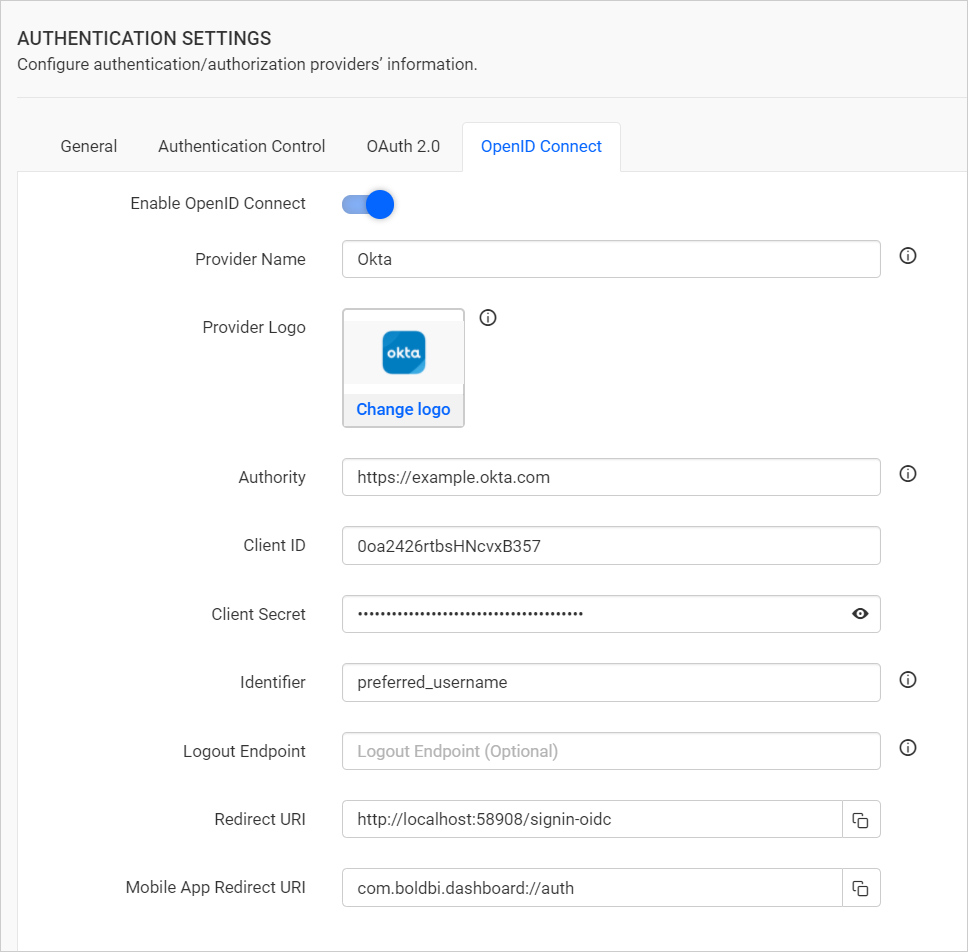 AUTHENTICATION SETTINGS
Configure authentication/authorization providers’ information.
General Authentication Control OAuth 2.0 OpenID Connect
Enable OpenID Connect
Provider Name Okta
Provider Logo
okta
Change logo
Authority https://example.okta.com
Client ID 0oa2426rtbsHNcvxB357
Client Secret ••••••••••••••••••••••••••••••••••••••••
Identifier preferred_username
Logout Endpoint Logout Endpoint (Optional)
Redirect URI http://localhost:58908/signin-oidc
Mobile App Redirect URI com.boldbi.dashboard://auth